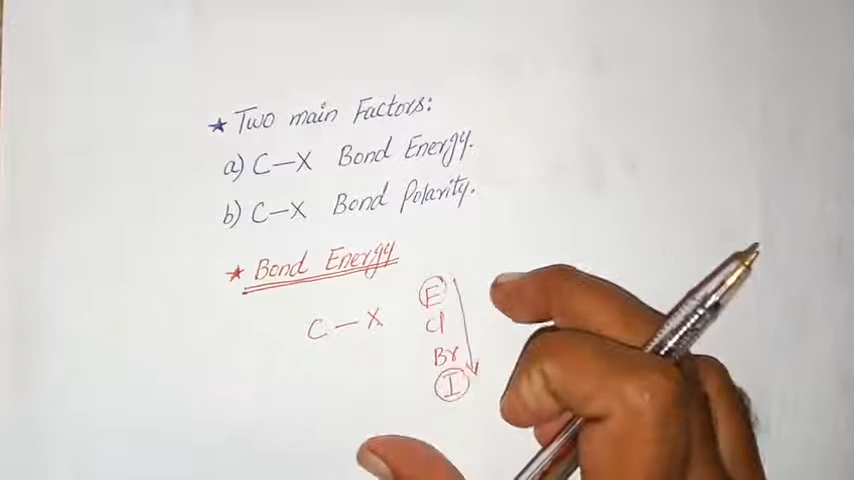 ★ Two main Factors:
a) C—X Bond Energy.
b) C—X Bond Polarity.
★ Bond Energy
C—X
F
Cl
Br
I